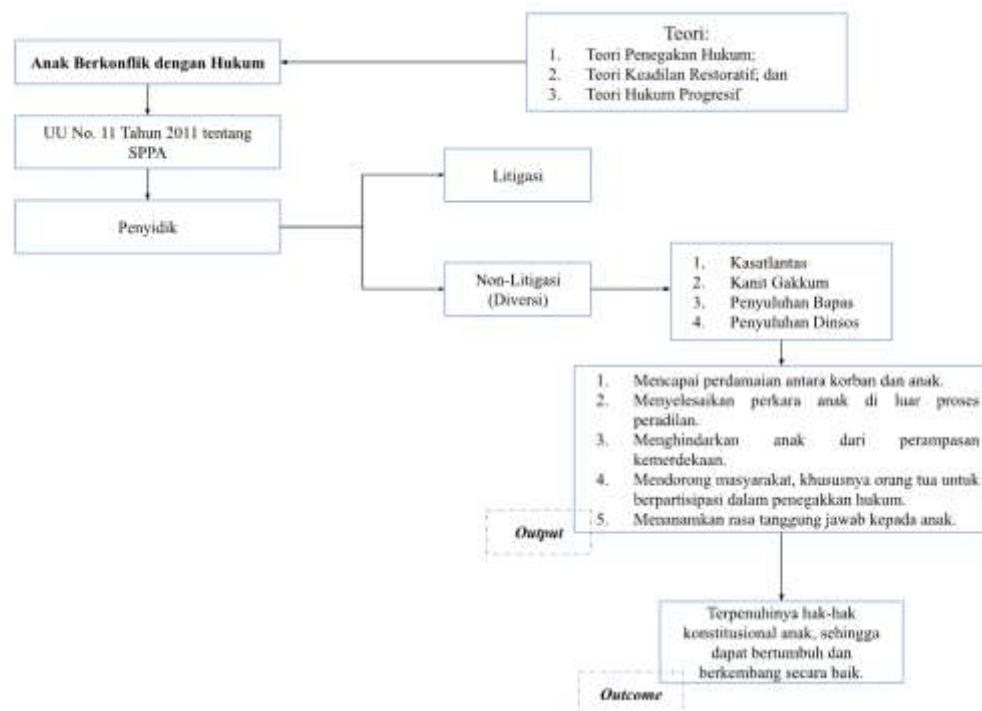 Teori:
1. Teori Penegakan Hukum;
2. Teori Keadilan Restoratif; dan
3. Teori Hukum Progresif
Anak Berkonflik dengan Hukum
UU No. 11 Tahun 2011 tentang
SPPA
Penyidik
Litigasi
Non-Litigasi
(Diversi)
1. Kasatlantas
2. Kanit Gakkum
3. Penyuluhan Bapas
4. Penyuluhan Dinsos
1. Mencapai perdamaian antara korban dan anak.
2. Menyelesaikan perkara anak di luar proses
peradilan.
3. Menghindarkan anak dari perampasan
kemerdekaan.
4. Mendorong masyarakat, khususnya orang tua untuk
berpartisipasi dalam penegakkan hukum.
5. Menanamkan rasa tanggung jawab kepada anak.
Output
Terpenuhinya hak-hak
konstitusional anak, sehingga
dapat bertumbuh dan
berkembang secara baik.
Outcome